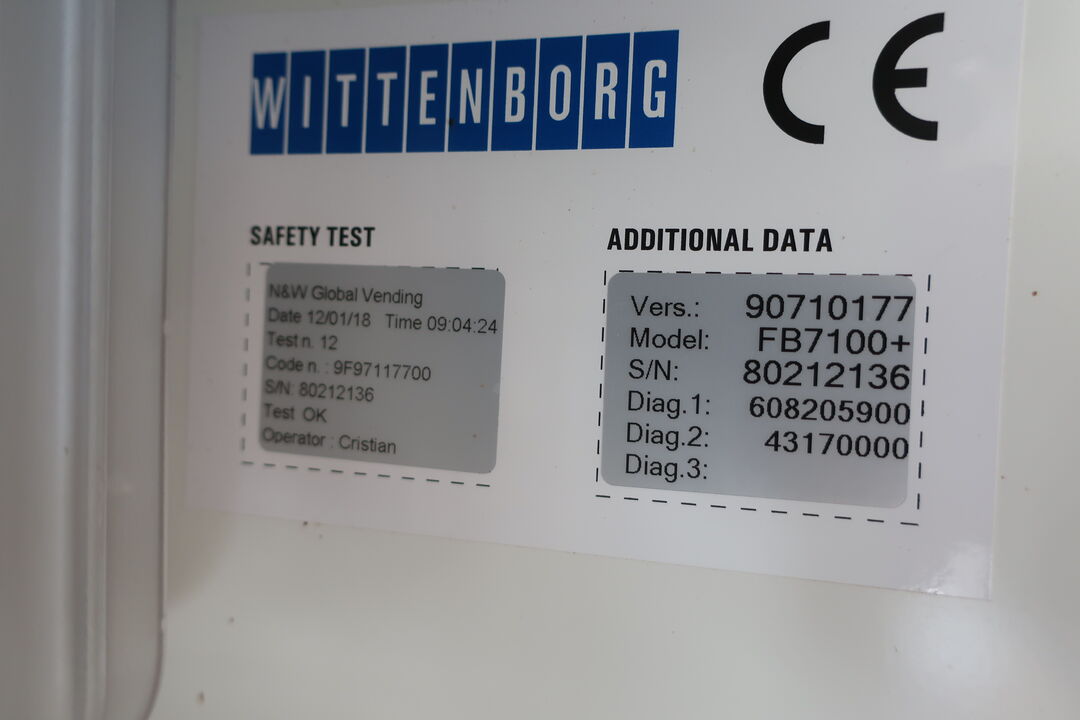 WITTENBORG
CE
SAFETY TEST
N&W Global Vending
Date 12/01/18 Time 09:04:24
Test n. 12
Code n. : 9F97117700
S/N: 80212136
Test OK
Operator : Cristian
ADDITIONAL DATA
Vers.: 90710177
Model: FB7100+
S/N: 80212136
Diag.1: 608205900
Diag.2: 43170000
Diag.3: